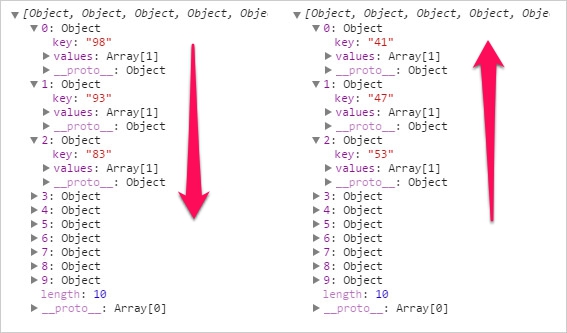 [Object, Object, Object, Object, Obje
0: Object
key: "98"
values: Array[1]
__proto__: Object
1: Object
key: "93"
values: Array[1]
__proto__: Object
2: Object
key: "83"
values: Array[1]
__proto__: Object
3: Object
4: Object
5: Object
6: Object
7: Object
8: Object
9: Object
length: 10
__proto__: Array[0]
[Object, Object, Object, Object, Obje
0: Object
key: "41"
values: Array[1]
__proto__: Object
1: Object
key: "47"
values: Array[1]
__proto__: Object
2: Object
key: "53"
values: Array[1]
__proto__: Object
3: Object
4: Object
5: Object
6: Object
7: Object
8: Object
9: Object
length: 10
__proto__: Array[0]